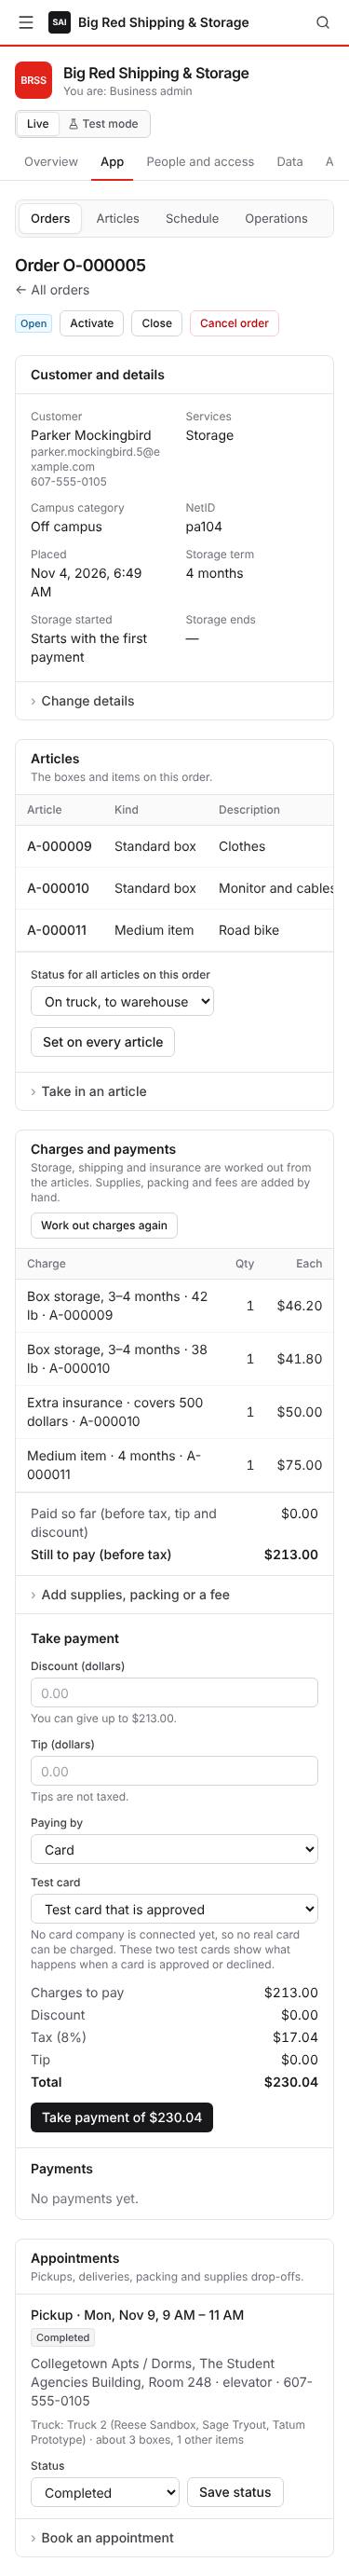 SAI Big Red Shipping & Storage
BRSS
Big Red Shipping & Storage
You are: Business admin
Live Test mode
Overview App People and access Data A
Orders Articles Schedule Operations
Order O-000005
← All orders
Open Activate Close Cancel order
Customer and details
Customer Services
Parker Mockingbird Storage
parker.mockingbird.5@e
xample.com
607-555-0105
Campus category NetID
Off campus pa104
Placed Storage term
Nov 4, 2026, 6:49 4 months
AM
Storage started Storage ends
Starts with the first —
payment
› Change details
Articles
The boxes and items on this order.
Article Kind Description
A-000009 Standard box Clothes
A-000010 Standard box Monitor and cables
A-000011 Medium item Road bike
Status for all articles on this order
On truck, to warehouse
Set on every article
› Take in an article
Charges and payments
Storage, shipping and insurance are worked out from
the articles. Supplies, packing and fees are added by
hand.
Work out charges again
Charge Qty Each
Box storage, 3–4 months · 42 1 $46.20
lb · A-000009
Box storage, 3–4 months · 38 1 $41.80
lb · A-000010
Extra insurance · covers 500 1 $50.00
dollars · A-000010
Medium item · 4 months · A- 1 $75.00
000011
Paid so far (before tax, tip and $0.00
discount)
Still to pay (before tax) $213.00
› Add supplies, packing or a fee
Take payment
Discount (dollars)
0.00
You can give up to $213.00.
Tip (dollars)
0.00
Tips are not taxed.
Paying by
Card
Test card
Test card that is approved
No card company is connected yet, so no real card
can be charged. These two test cards show what
happens when a card is approved or declined.
Charges to pay $213.00
Discount $0.00
Tax (8%) $17.04
Tip $0.00
Total $230.04
Take payment of $230.04
Payments
No payments yet.
Appointments
Pickups, deliveries, packing and supplies drop-offs.
Pickup · Mon, Nov 9, 9 AM – 11 AM
Completed
Collegetown Apts / Dorms, The Student
Agencies Building, Room 248 · elevator · 607-
555-0105
Truck: Truck 2 (Reese Sandbox, Sage Tryout, Tatum
Prototype) · about 3 boxes, 1 other items
Status
Completed Save status
› Book an appointment